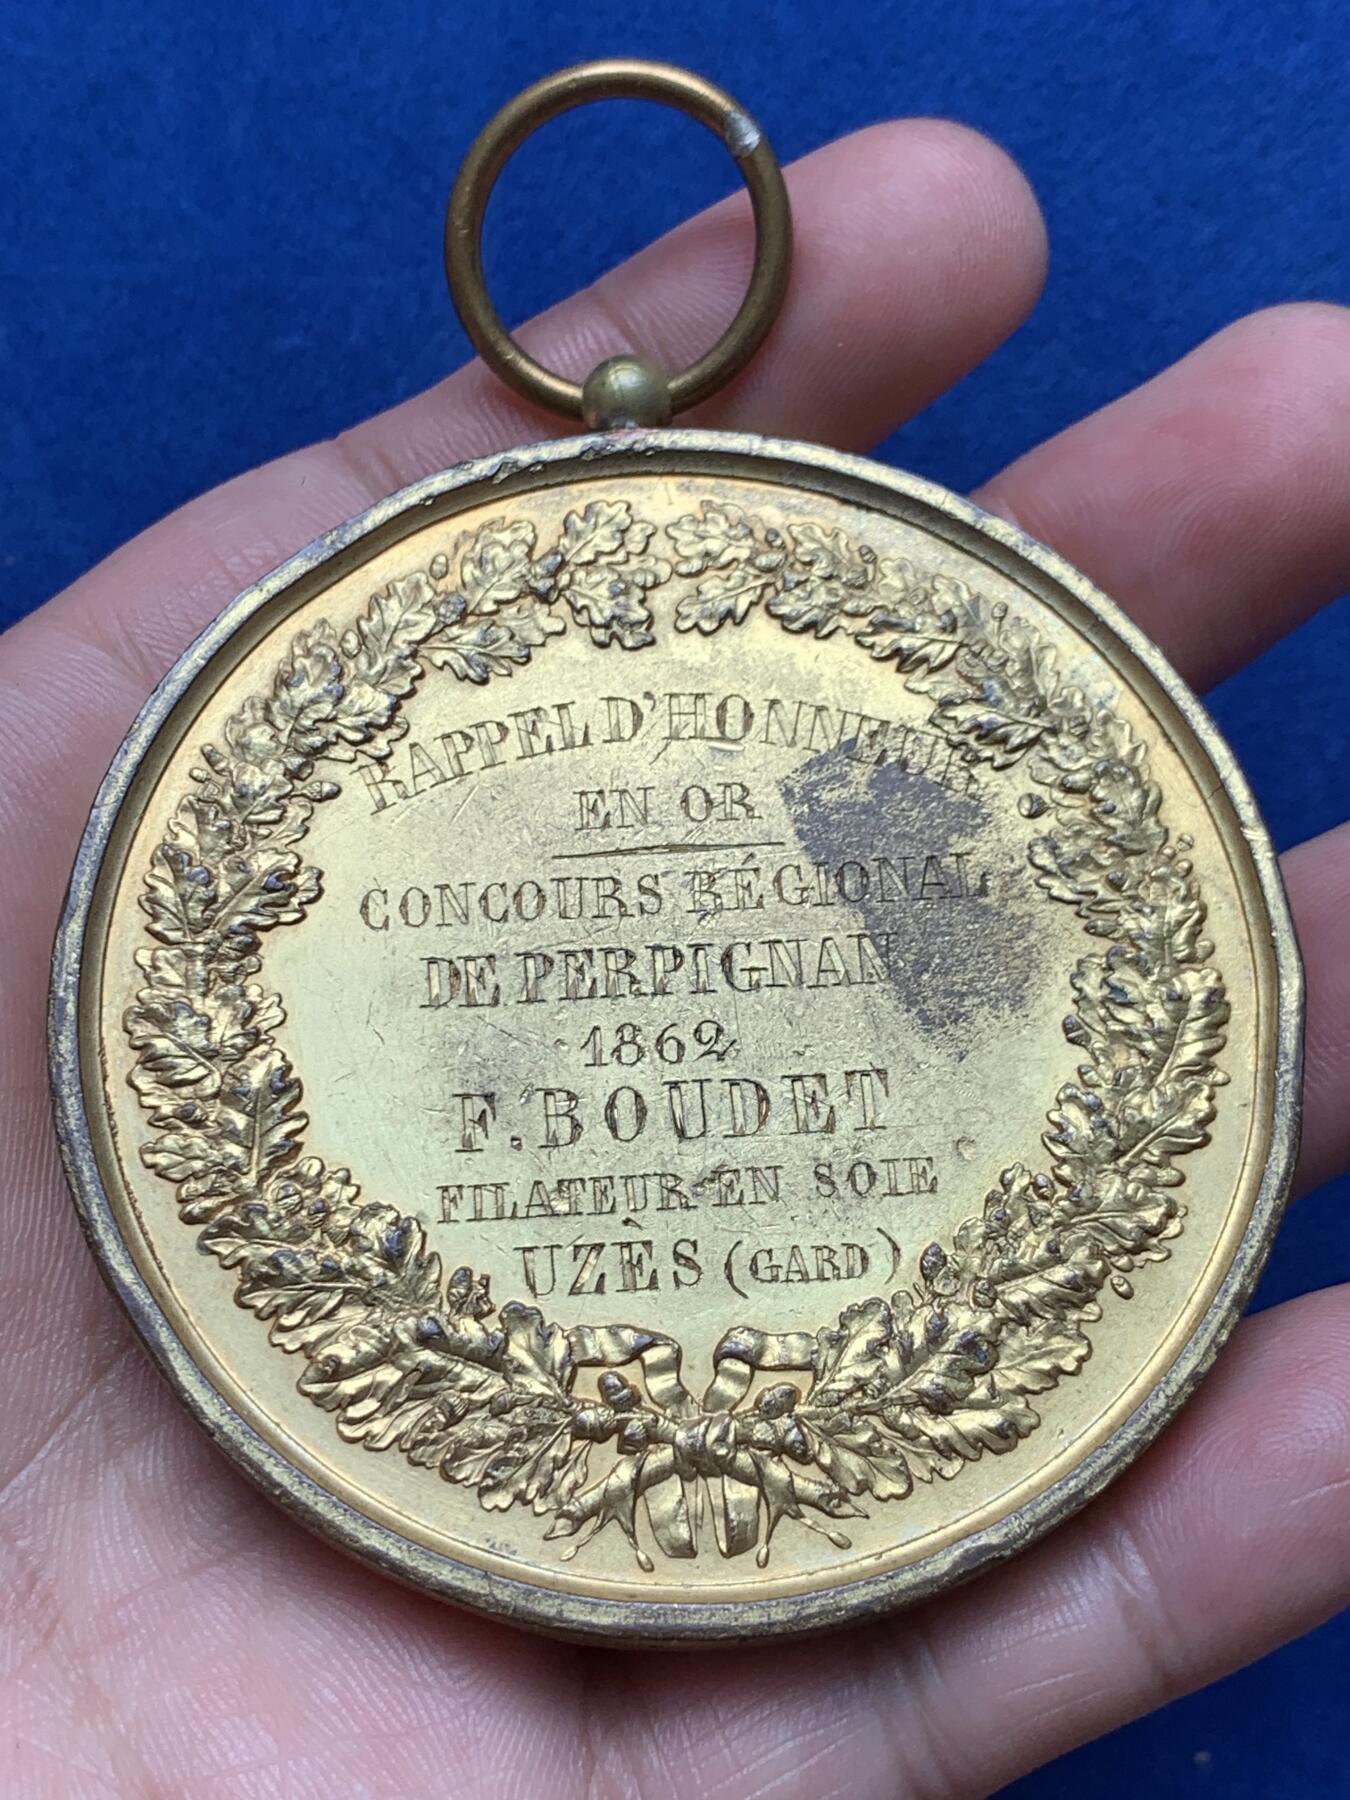 RAPPEL D'HONNEUR
EN OR
CONCOURS RÉGIONAL
DE PERPIGNAN
1862
F. BOUDET
FILATEUR EN SOIE
UZÈS (GARD)